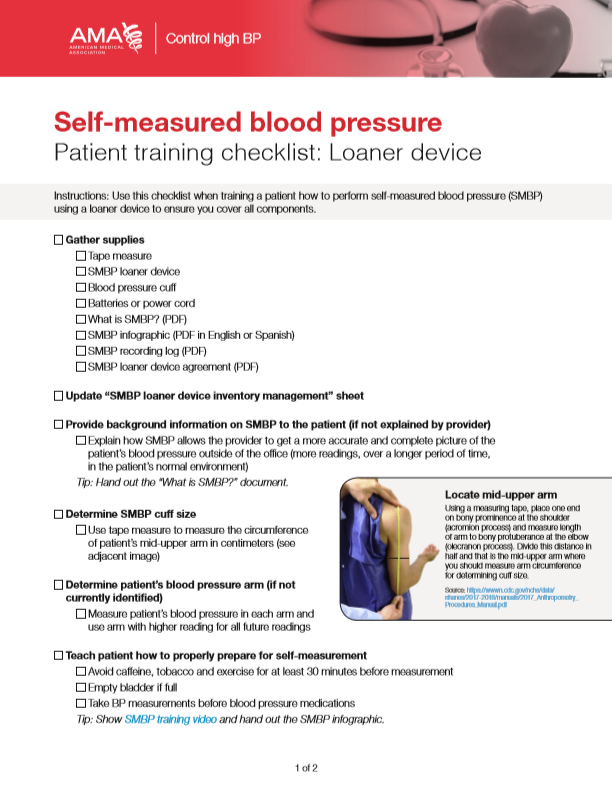 AMA
AMERICAN MEDICAL
ASSOCIATION
Control high BP
Self-measured blood pressure
Patient training checklist: Loaner device
Instructions: Use this checklist when training a patient how to perform self-measured blood pressure (SMBP)
using a loaner device to ensure you cover all components.
Gather supplies
Tape measure
SMBP loaner device
Blood pressure cuff
Batteries or power cord
What is SMBP? (PDF)
SMBP infographic (PDF in English or Spanish)
SMBP recording log (PDF)
SMBP loaner device agreement (PDF)
Update “SMBP loaner device inventory management” sheet
Provide background information on SMBP to the patient (if not explained by provider)
Explain how SMBP allows the provider to get a more accurate and complete picture of the
patient’s blood pressure outside of the office (more readings, over a longer period of time,
in the patient’s normal environment)
Tip: Hand out the “What is SMBP?” document.
Determine SMBP cuff size
Use tape measure to measure the circumference
of patient’s mid-upper arm in centimeters (see
adjacent image)
Determine patient’s blood pressure arm (if not
currently identified)
Measure patient’s blood pressure in each arm and
use arm with higher reading for all future readings
Locate mid-upper arm
Using a measuring tape, place one end
on bony prominence at the shoulder
(acromion process) and measure length
of arm to bony protuberance at the elbow
(olecranon process). Divide this distance in
half and that is the mid-upper arm where
you should measure arm circumference
for determining cuff size.
Source: https://wwwn.cdc.gov/nchs/data/
nhanes/2017-2018/manuals/2017_Anthropometry_
Procedures_Manual.pdf
Teach patient how to properly prepare for self-measurement
Avoid caffeine, tobacco and exercise for at least 30 minutes before measurement
Empty bladder if full
Take BP measurements before blood pressure medications
Tip: Show SMBP training video and hand out the SMBP infographic.
1 of 2